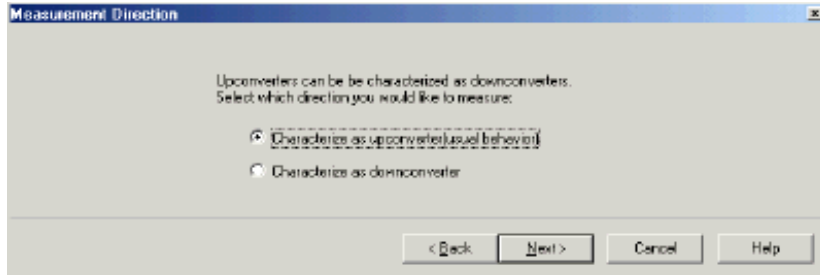 Measurement Direction
Upconverters can be be characterized as downconverters.
Select which direction you would like to measure:
Characterize as upconverter(usual behavior)
Characterize as downconverter
< Back
Next >
Cancel
Help